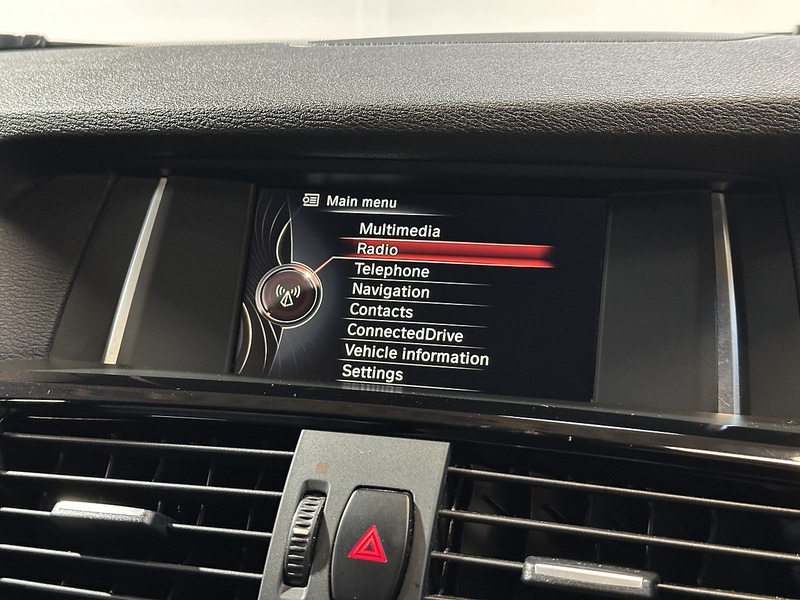 Main menu
Multimedia
Radio
Telephone
Navigation
Contacts
ConnectedDrive
Vehicle information
Settings